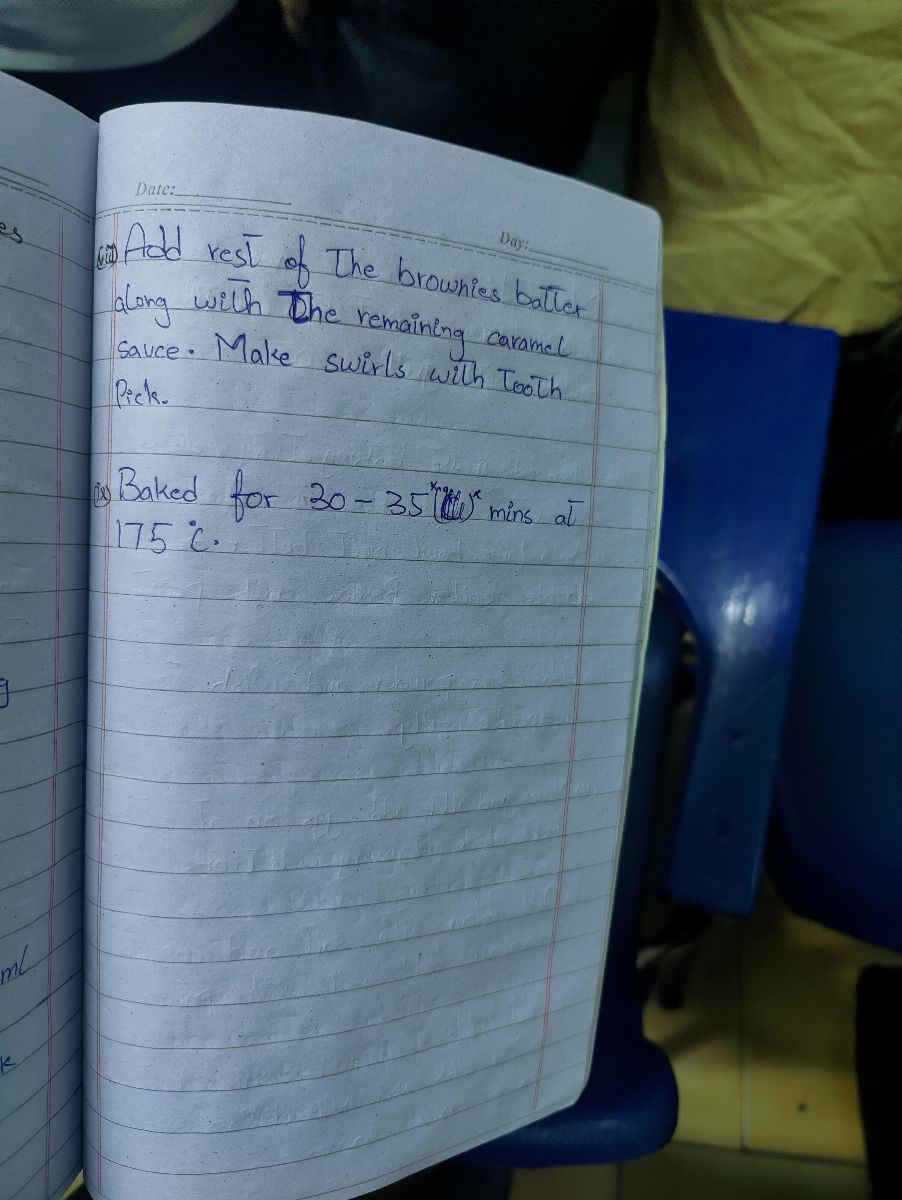 Date:
Day:
(viii) Add rest of The brownies batter
along with The remaining caramel
sauce. Make swirls with Tooth
Pick.
(ix) Baked for 30 - 35 mins at
175 °c.
es
g
ml
k